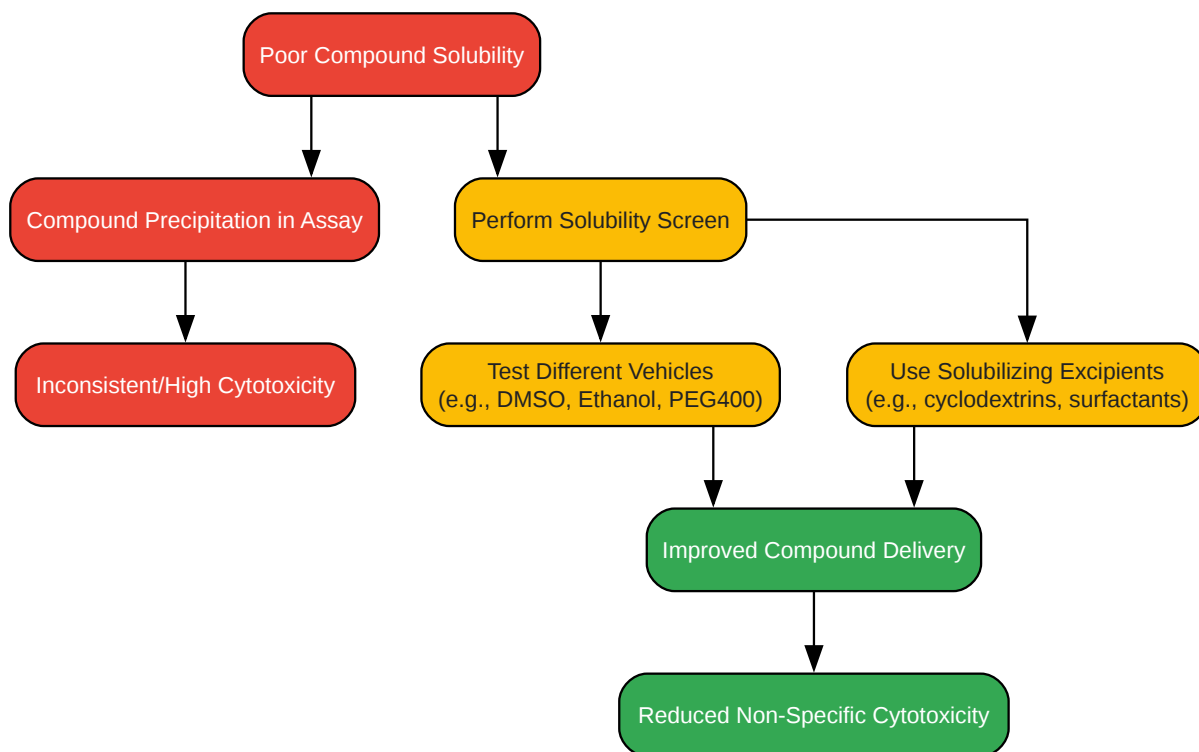 Poor Compound Solubility
Compound Precipitation in Assay
Perform Solubility Screen
Inconsistent/High Cytotoxicity
Test Different Vehicles
(e.g., DMSO, Ethanol, PEG400)
Use Solubilizing Excipients
(e.g., cyclodextrins, surfactants)
Improved Compound Delivery
Reduced Non-Specific Cytotoxicity